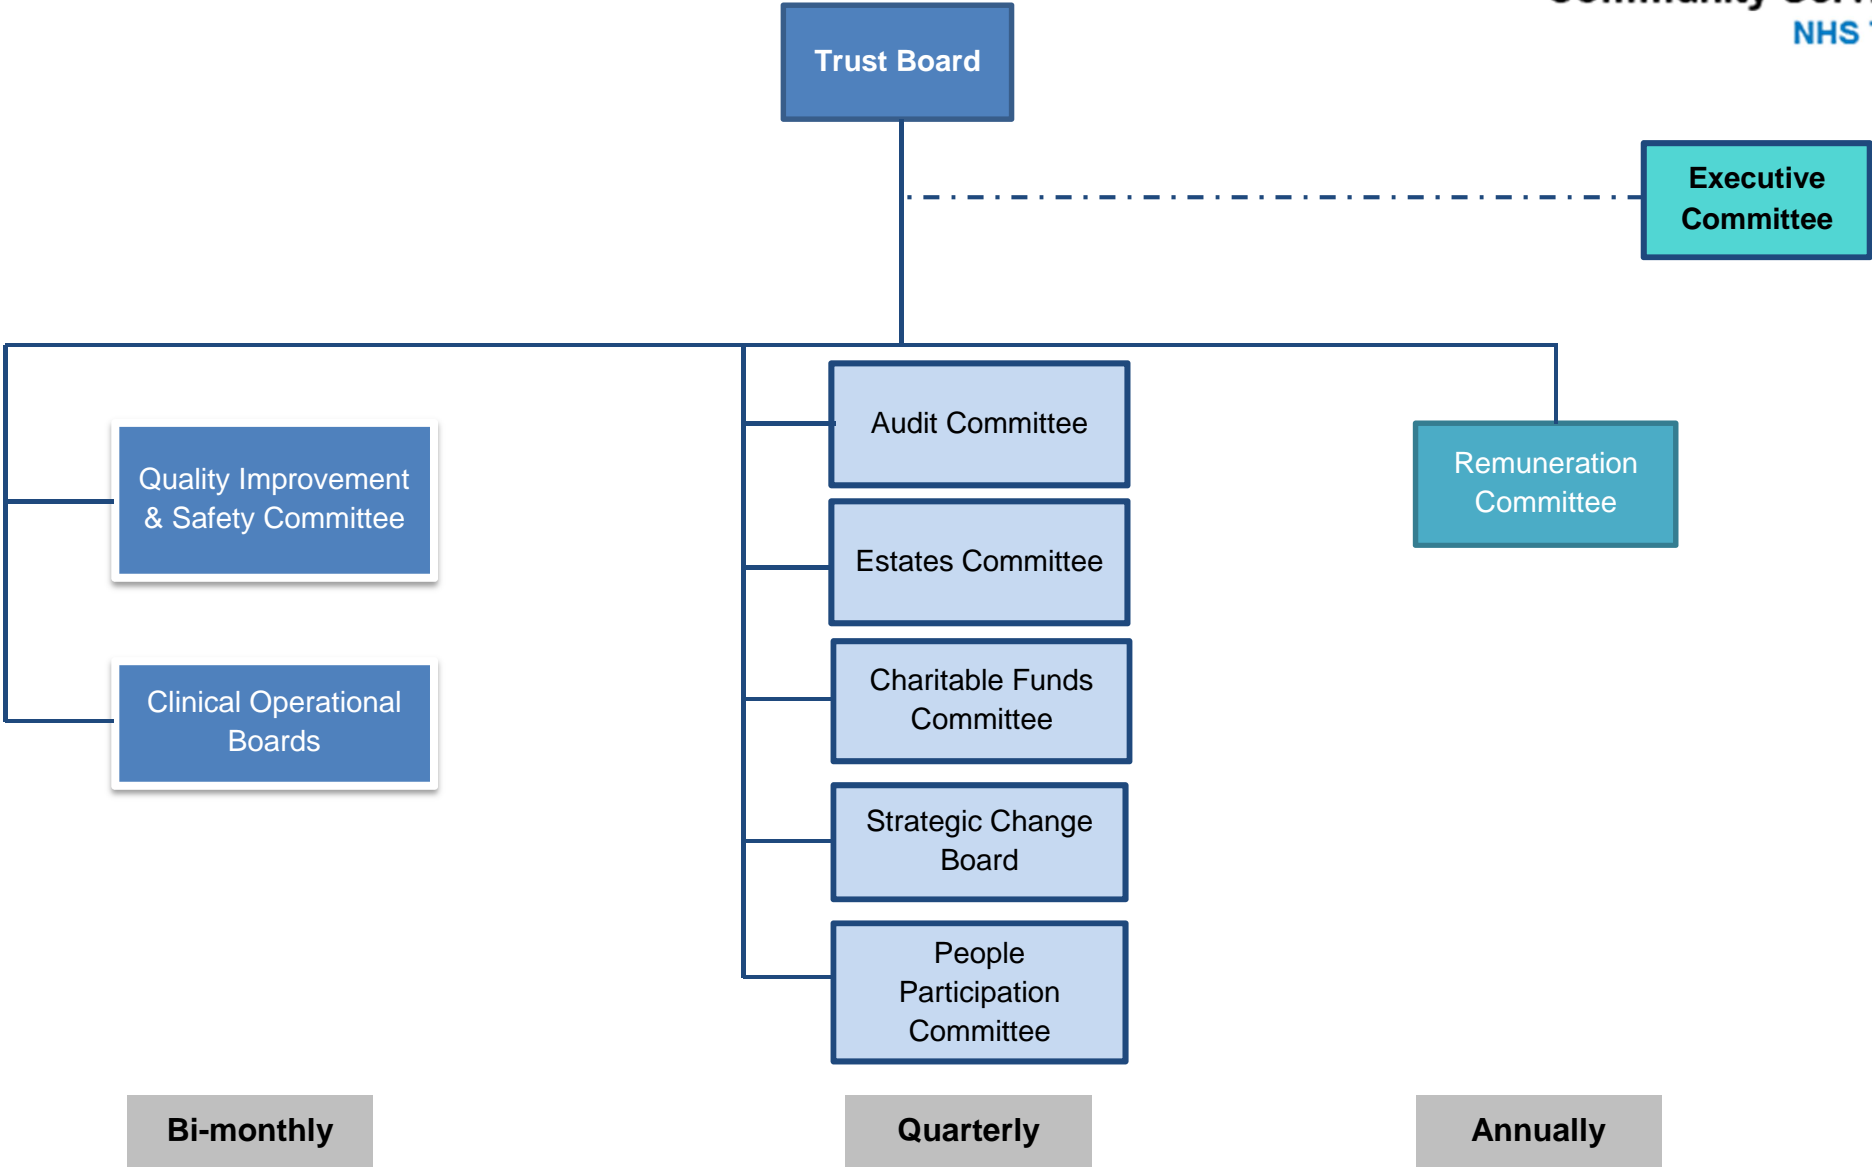 Community
NHS
Trust Board
Executive
Committee
Audit Committee
Quality Improvement
& Safety Committee
Remuneration
Committee
Estates Committee
Clinical Operational
Boards
Charitable Funds
Committee
Strategic Change
Board
People
Participation
Committee
Bi-monthly
Quarterly
Annually